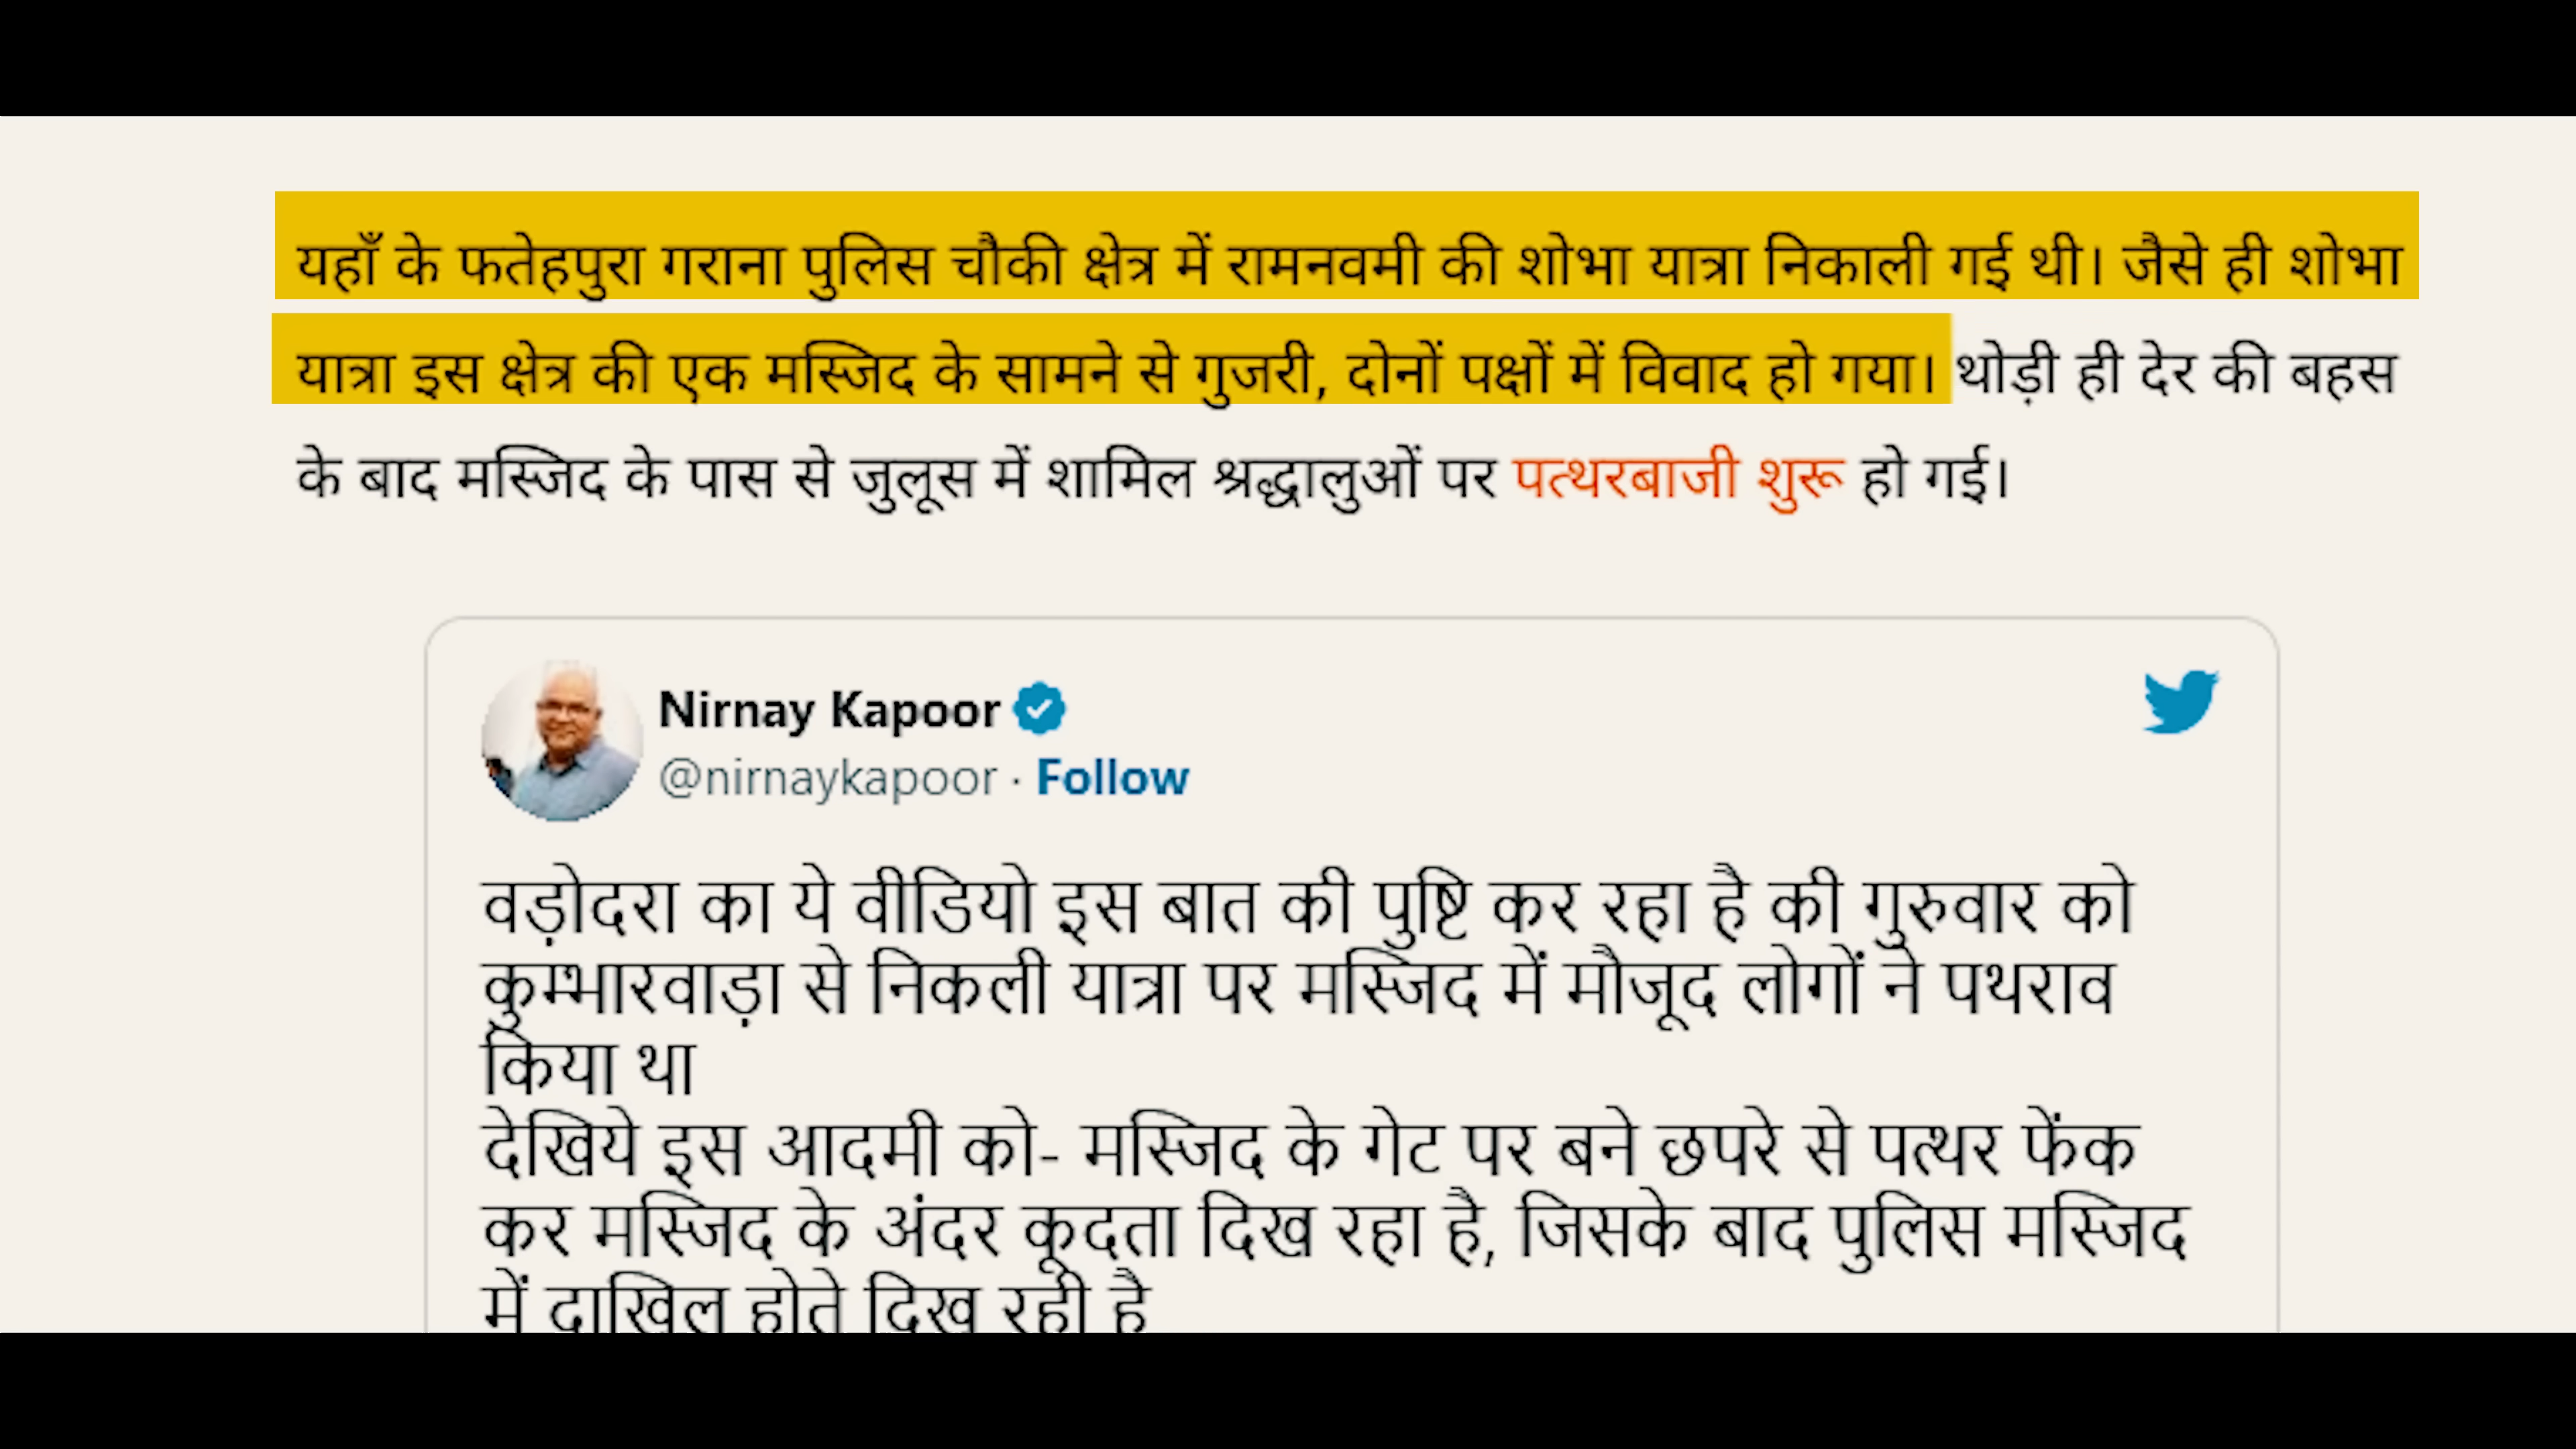 यहाँ के फतेहपुरा गराना पुलिस चौकी क्षेत्र में रामनवमी की शोभा यात्रा निकाली गई थी। जैसे ही शोभा
यात्रा इस क्षेत्र की एक मस्जिद के सामने से गुजरी, दोनों पक्षों में विवाद हो गया। थोड़ी ही देर की बहस
के बाद मस्जिद के पास से जुलूस में शामिल श्रद्धालुओं पर पत्थरबाजी शुरू हो गई।
Nirnay Kapoor
@nirnaykapoor · Follow
वड़ोदरा का ये वीडियो इस बात की पुष्टि कर रहा है की गुरुवार को
कुम्भारवाड़ा से निकली यात्रा पर मस्जिद में मौजूद लोगों ने पथराव
किया था
देखिये इस आदमी को- मस्जिद के गेट पर बने छपरे से पत्थर फेंक
कर मस्जिद के अंदर कूदता दिख रहा है, जिसके बाद पुलिस मस्जिद
में दाखिल होते दिख रही है